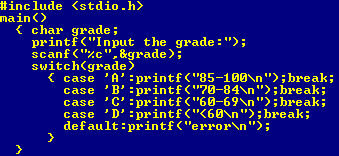 #include <stdio.h>
main()
{ char grade;
printf("Input the grade:");
scanf("%c",&grade);
switch(grade)
{ case 'A':printf("85-100\n");break;
case 'B':printf("70-84\n");break;
case 'C':printf("60-69\n");break;
case 'D':printf("<60\n");break;
default:printf("error\n");
}
}